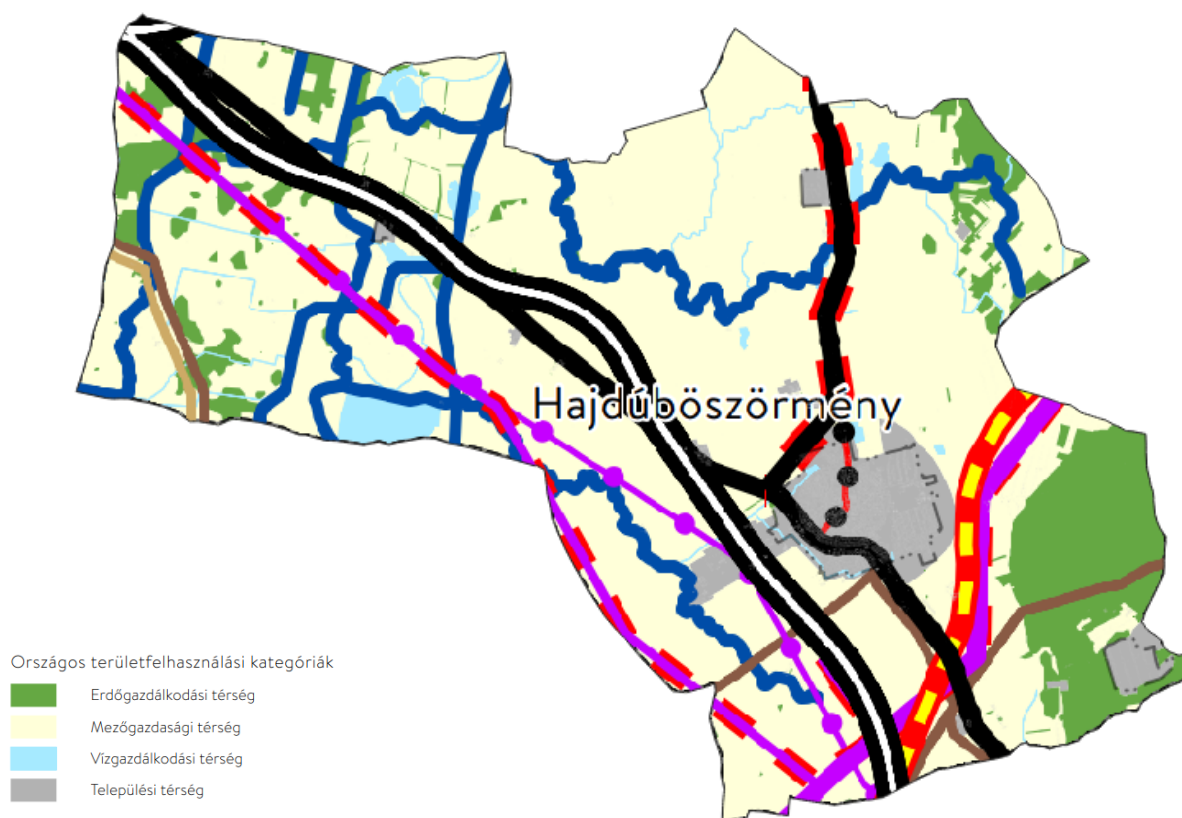 Hajdúböszörmény
Országos területfelhasználási kategóriák
Erdőgazdálkodási térség
Mezőgazdasági térség
Vízgazdálkodási térség
Települési térség